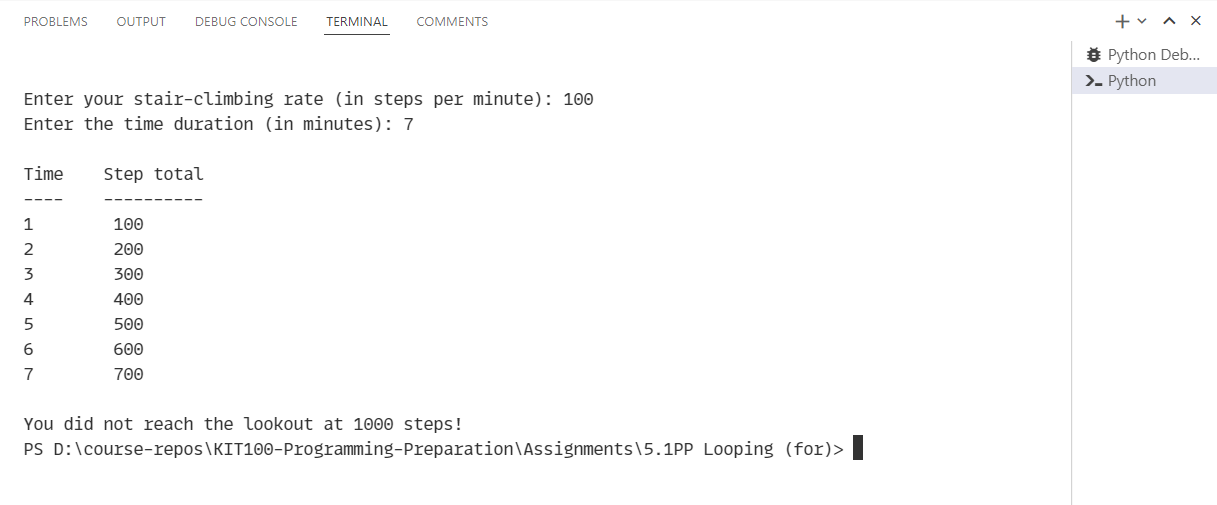 PROBLEMS OUTPUT DEBUG CONSOLE TERMINAL COMMENTS
Python Deb...
Python
Enter your stair-climbing rate (in steps per minute): 100
Enter the time duration (in minutes): 7
Time    Step total
----    ----------
1        100
2        200
3        300
4        400
5        500
6        600
7        700
You did not reach the lookout at 1000 steps!
PS D:\course-repos\KIT100-Programming-Preparation\Assignments\5.1PP Looping (for)>